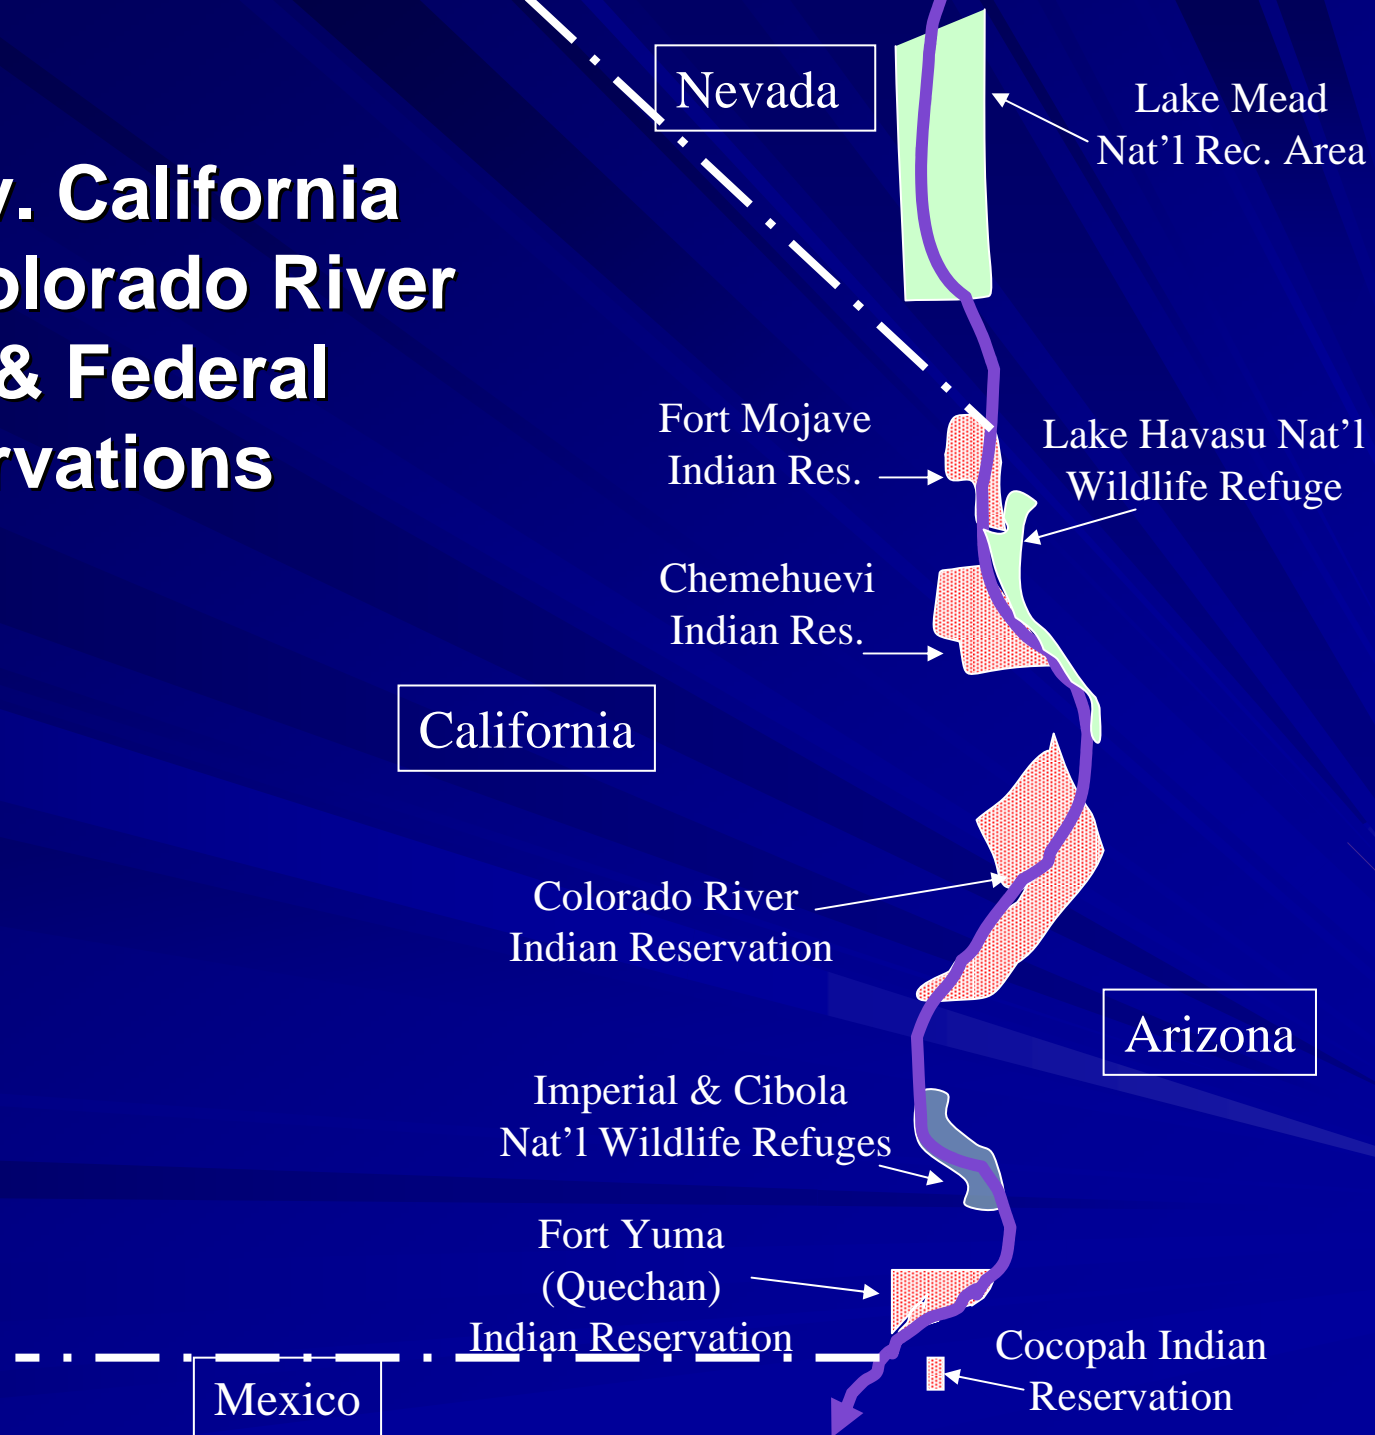 v. California
olorado River
& Federal
rvations
Nevada
Lake Mead
Nat’l Rec. Area
Fort Mojave
Indian Res.
Lake Havasu Nat’l
Wildlife Refuge
Chemehuevi
Indian Res.
California
Colorado River
Indian Reservation
Arizona
Imperial & Cibola
Nat’l Wildlife Refuges
Fort Yuma
(Quechan)
Indian Reservation
Cocopah Indian
Reservation
Mexico